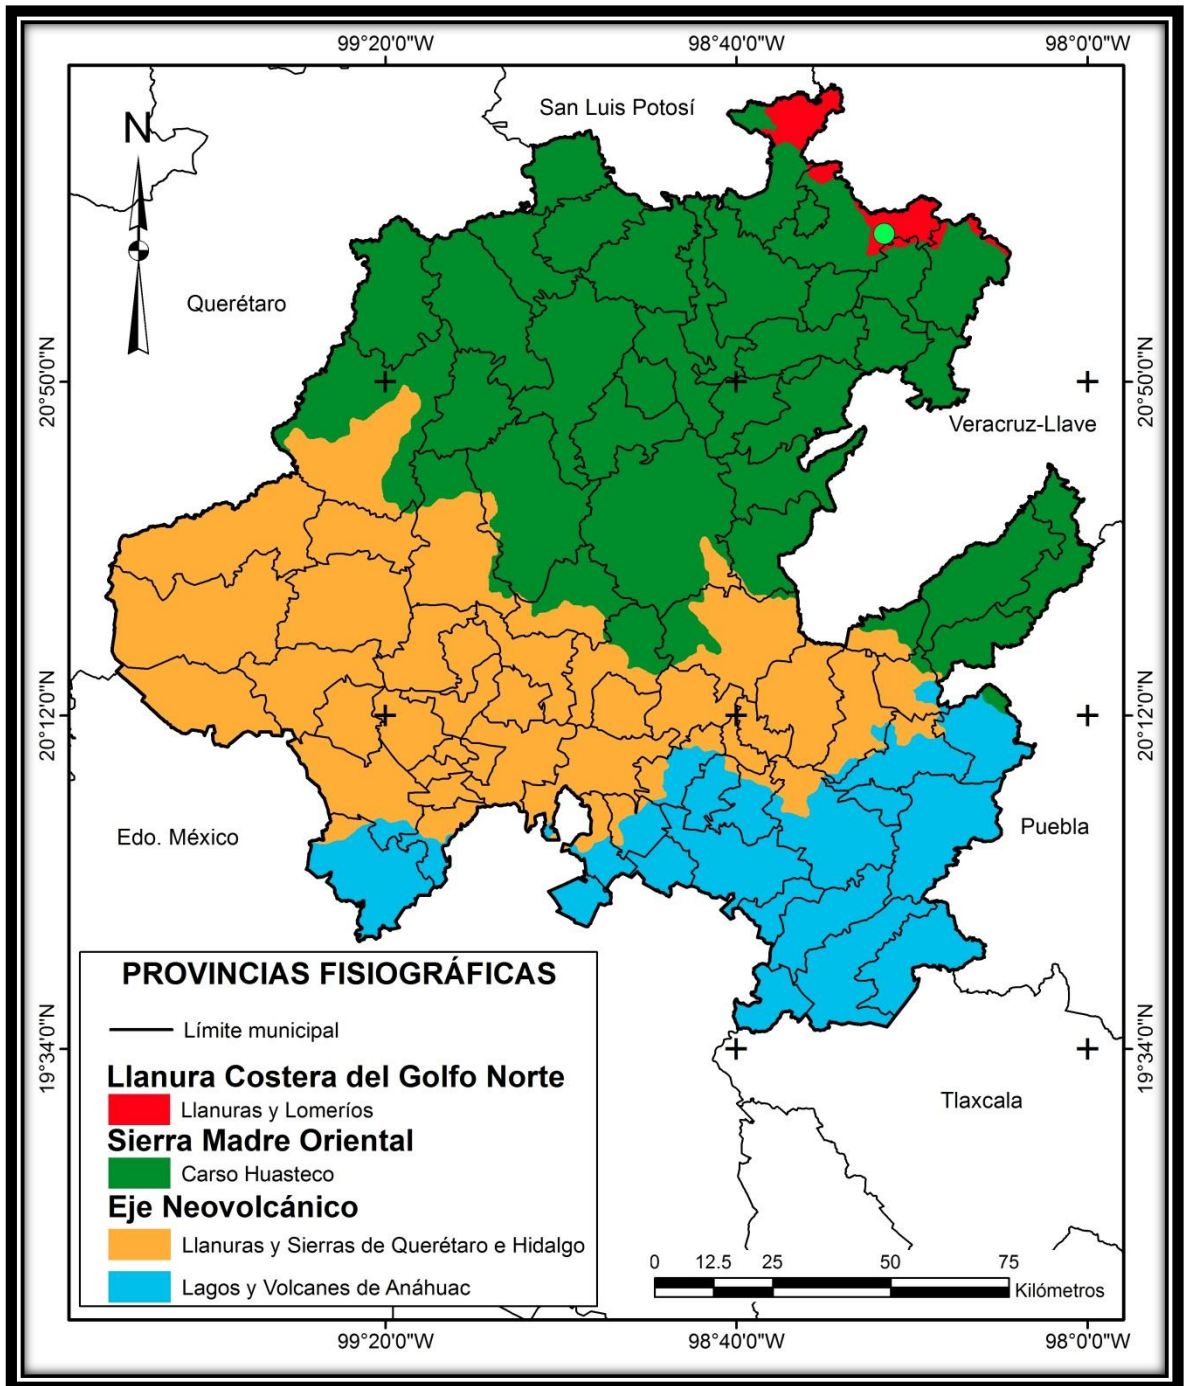 99°20'0"W 98°40'0"W 98°0'0"W
San Luis Potosí
N
Querétaro
20°50'0"N 20°50'0"N
Veracruz-Llave
20°12'0"N 20°12'0"N
Edo. México
Puebla
PROVINCIAS FISIOGRÁFICAS
Límite municipal
19°34'0"N 19°34'0"N
Llanura Costera del Golfo Norte
Llanuras y Lomeríos
Tlaxcala
Sierra Madre Oriental
Carso Huasteco
Eje Neovolcánico
Llanuras y Sierras de Querétaro e Hidalgo
Lagos y Volcanes de Anáhuac
0 12.5 25 50 75
Kilómetros
99°20'0"W 98°40'0"W 98°0'0"W